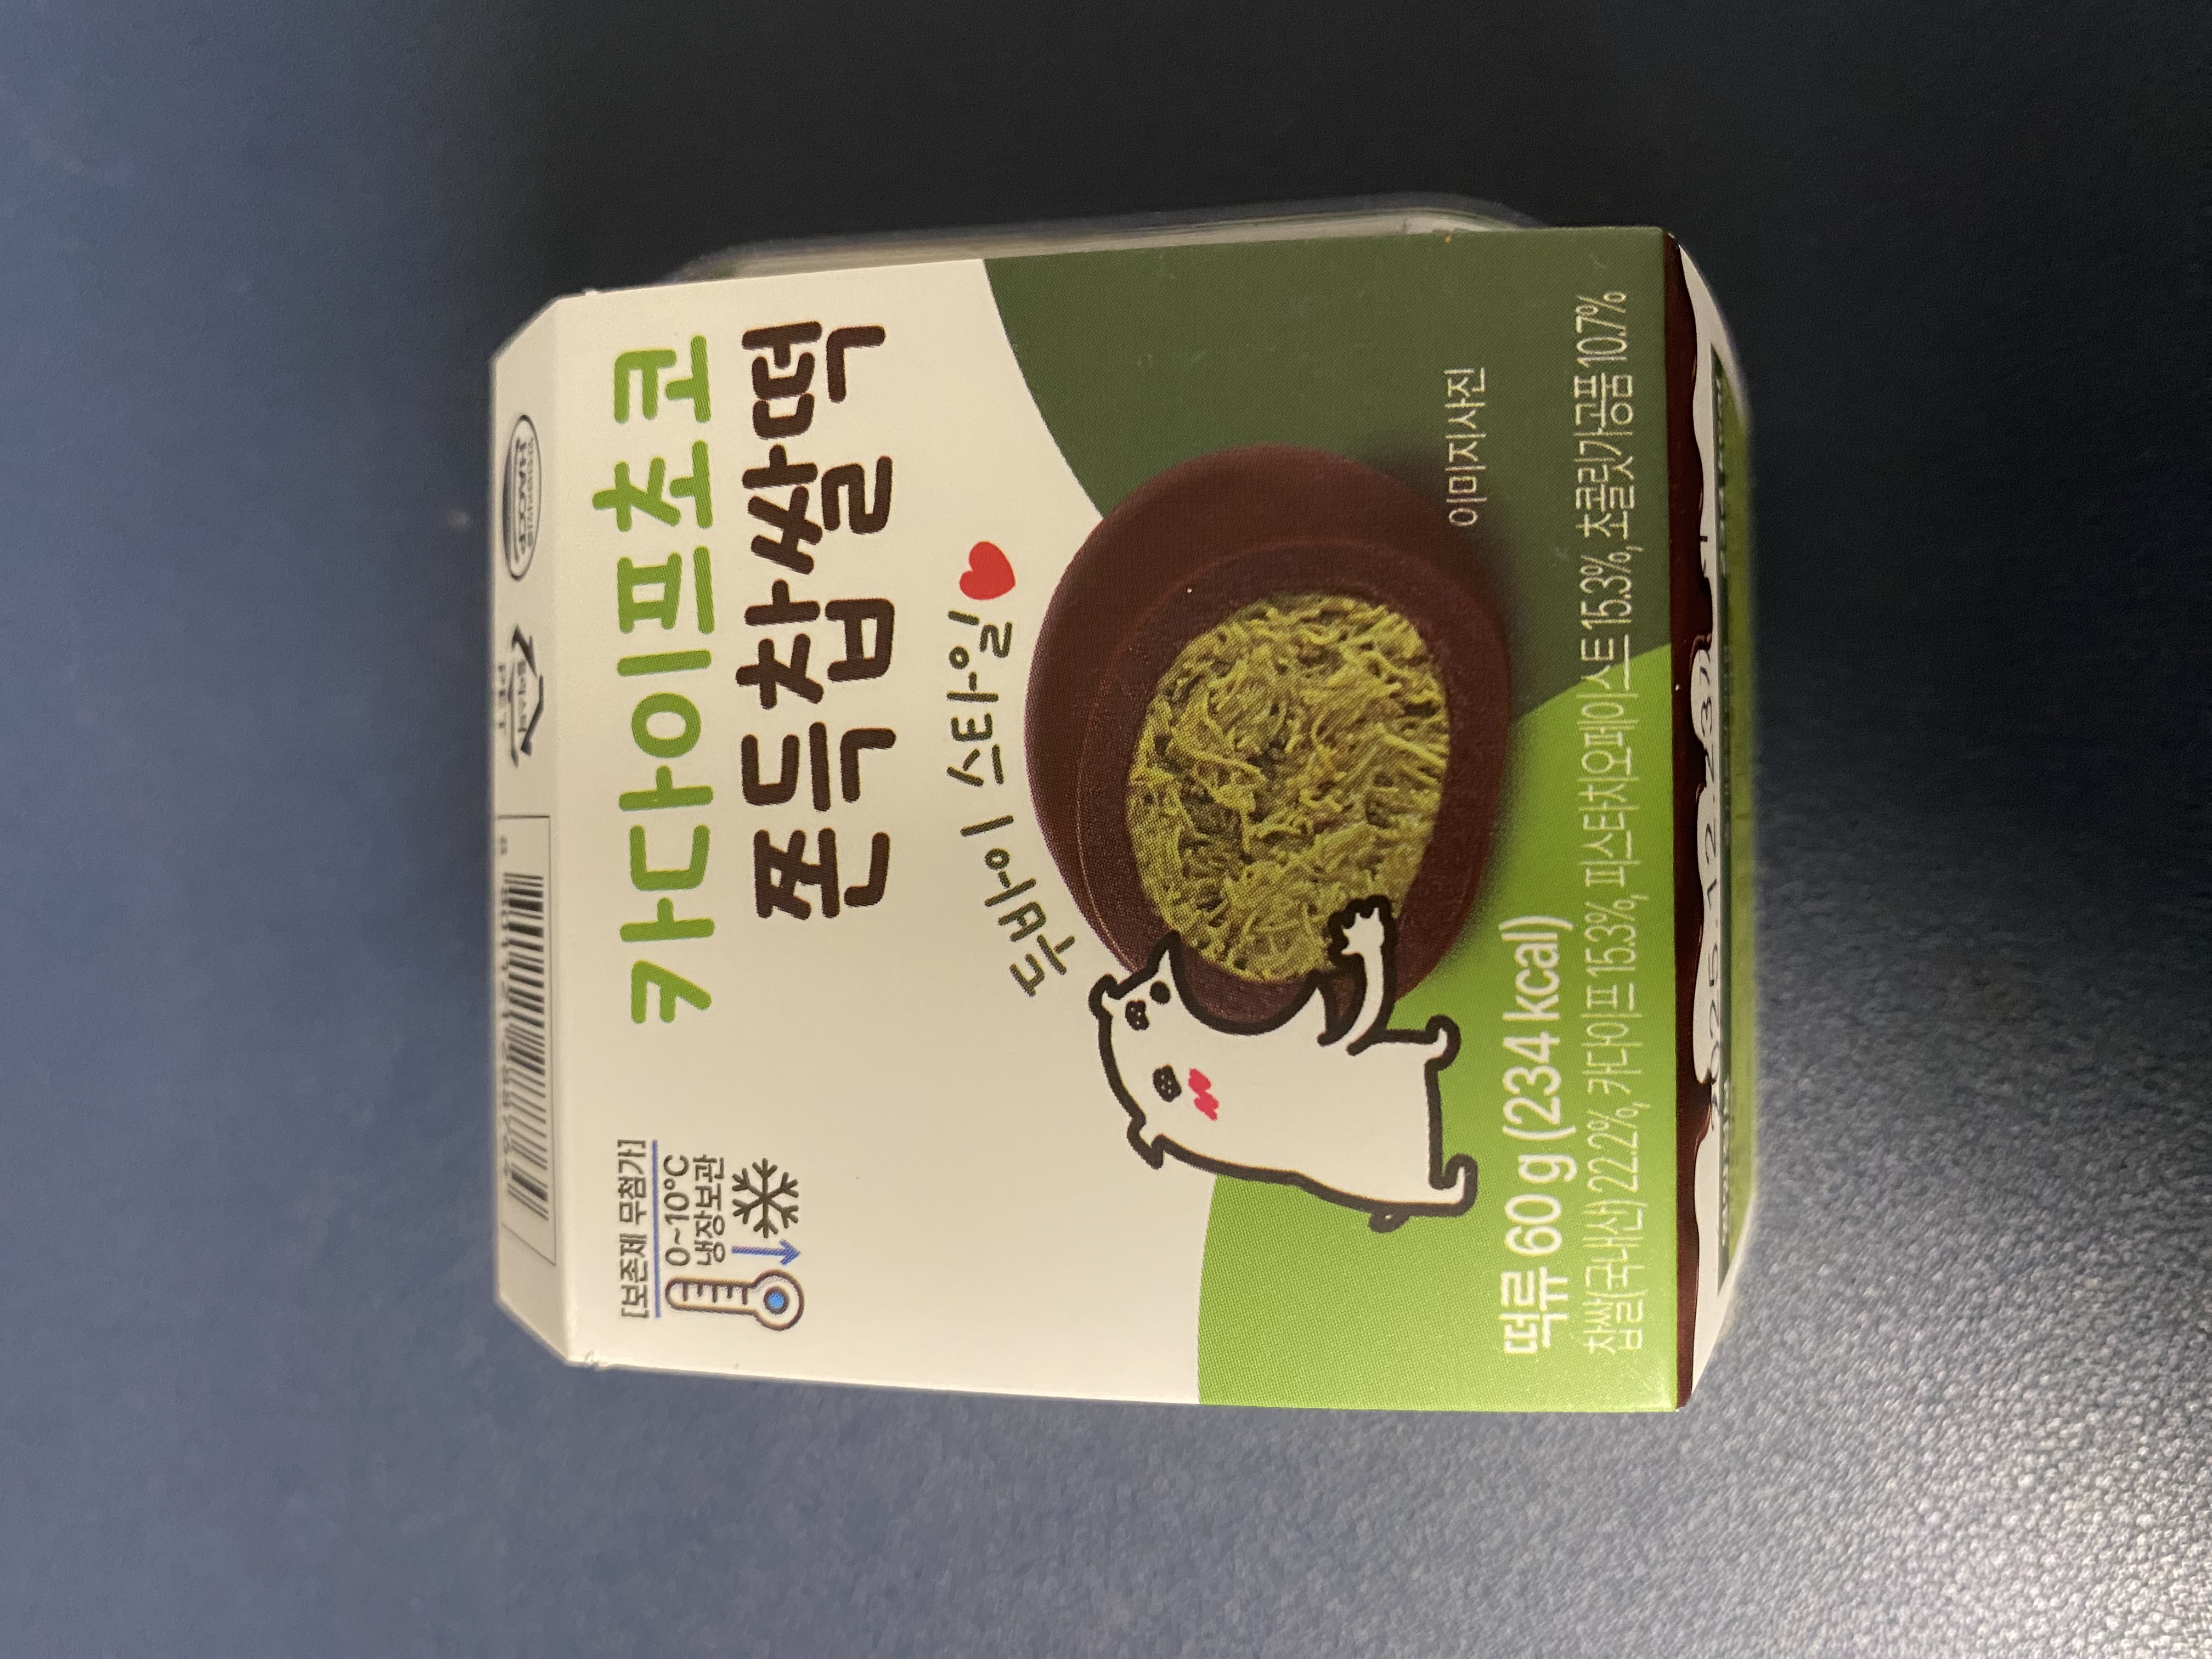 HACCP
PET
[보존제 무첨가]
0~10℃
냉장보관
카다이프초코
쫀득찹쌀떡
두바이 스타일
이미지사진
떡류 60 g (234 kcal)
찹쌀(국내산) 22.2%, 카다이프 15.3%, 피스타치오페이스트 15.3%, 초콜릿가공품 10.7%